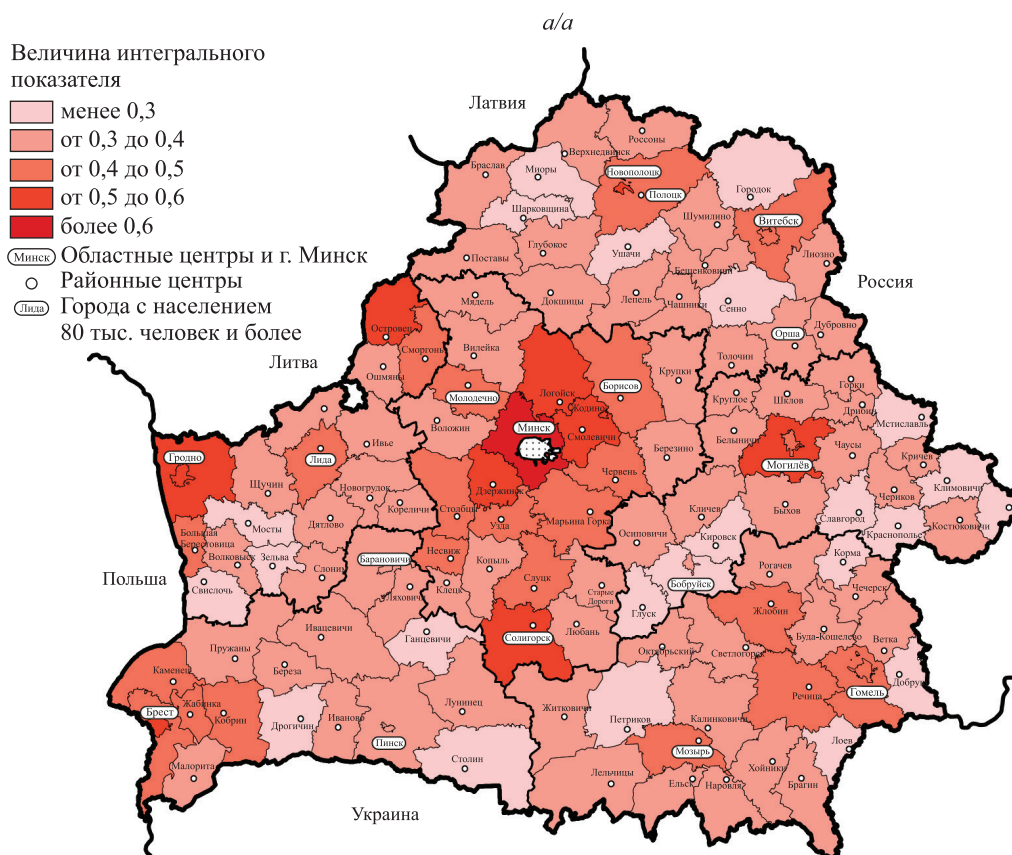 а/а
Величина интегрального
показателя
менее 0,3
от 0,3 до 0,4
от 0,4 до 0,5
от 0,5 до 0,6
более 0,6
Минск Областные центры и г. Минск
Районные центры
Лида Города с населением
80 тыс. человек и более
Латвия
Россия
Литва
Польша
Украина
Россоны
Верхнедвинск
Браслав
Миоры
Новополоцк
Полоцк
Городок
Шарковщина
Шумилино
Витебск
Поставы
Глубокое
Ушачи
Бешенковичи
Лиозно
Мядель
Докшицы
Лепель
Чашники
Сенно
Островец
Сморгонь
Ошмяны
Вилейка
Орша
Дубровно
Толочин
Молодечно
Логойск
Борисов
Крупки
Круглое
Шклов
Горки
Дрибин
Мстиславль
Воложин
Минск
Жодино
Смолевичи
Белыничи
Могилёв
Чаусы
Ивье
Гродно
Лида
Березино
Червень
Кричев
Климовичи
Щучин
Новогрудок
Кореличи
Дзержинск
Столбцы
Узда
Марьина Горка
Быхов
Чериков
Славгород
Костюковичи
Краснополье
Мосты
Дятлово
Большая
Берестовица
Волковыск
Зельва
Слоним
Барановичи
Несвиж
Копыль
Осиповичи
Кличев
Кировск
Бобруйск
Рогачев
Корма
Чечерск
Свислочь
Ляховичи
Клецк
Слуцк
Старые
Дороги
Глуск
Жлобин
Солигорск
Любань
Буда-Кошелево
Ветка
Ивацевичи
Ганцевичи
Октябрьский
Светлогорск
Пружаны
Береза
Добруш
Каменец
Гомель
Речица
Жабинка
Брест
Кобрин
Дрогичин
Иваново
Пинск
Лунинец
Житковичи
Петриков
Калинковичи
Мозырь
Лоев
Малорита
Столин
Лельчицы
Ельск
Наровля
Хойники
Брагин